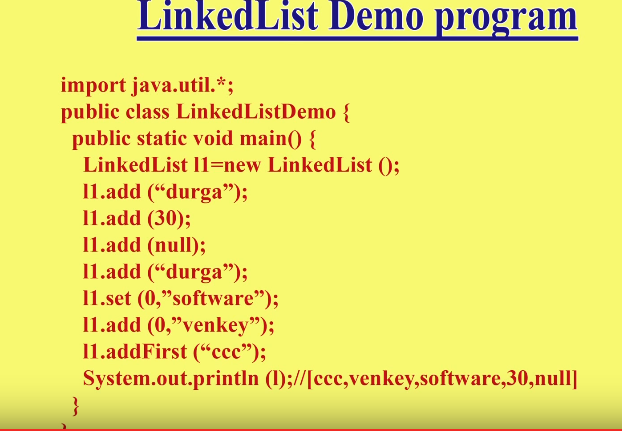 LinkedList Demo program
import java.util.*;
public class LinkedListDemo {
public static void main() {
LinkedList l1=new LinkedList ();
l1.add (“durga”);
l1.add (30);
l1.add (null);
l1.add (“durga”);
l1.set (0,”software”);
l1.add (0,”venkey”);
l1.addFirst (“ccc”);
System.out.println (l);//[ccc,venkey,software,30,null]
}
}